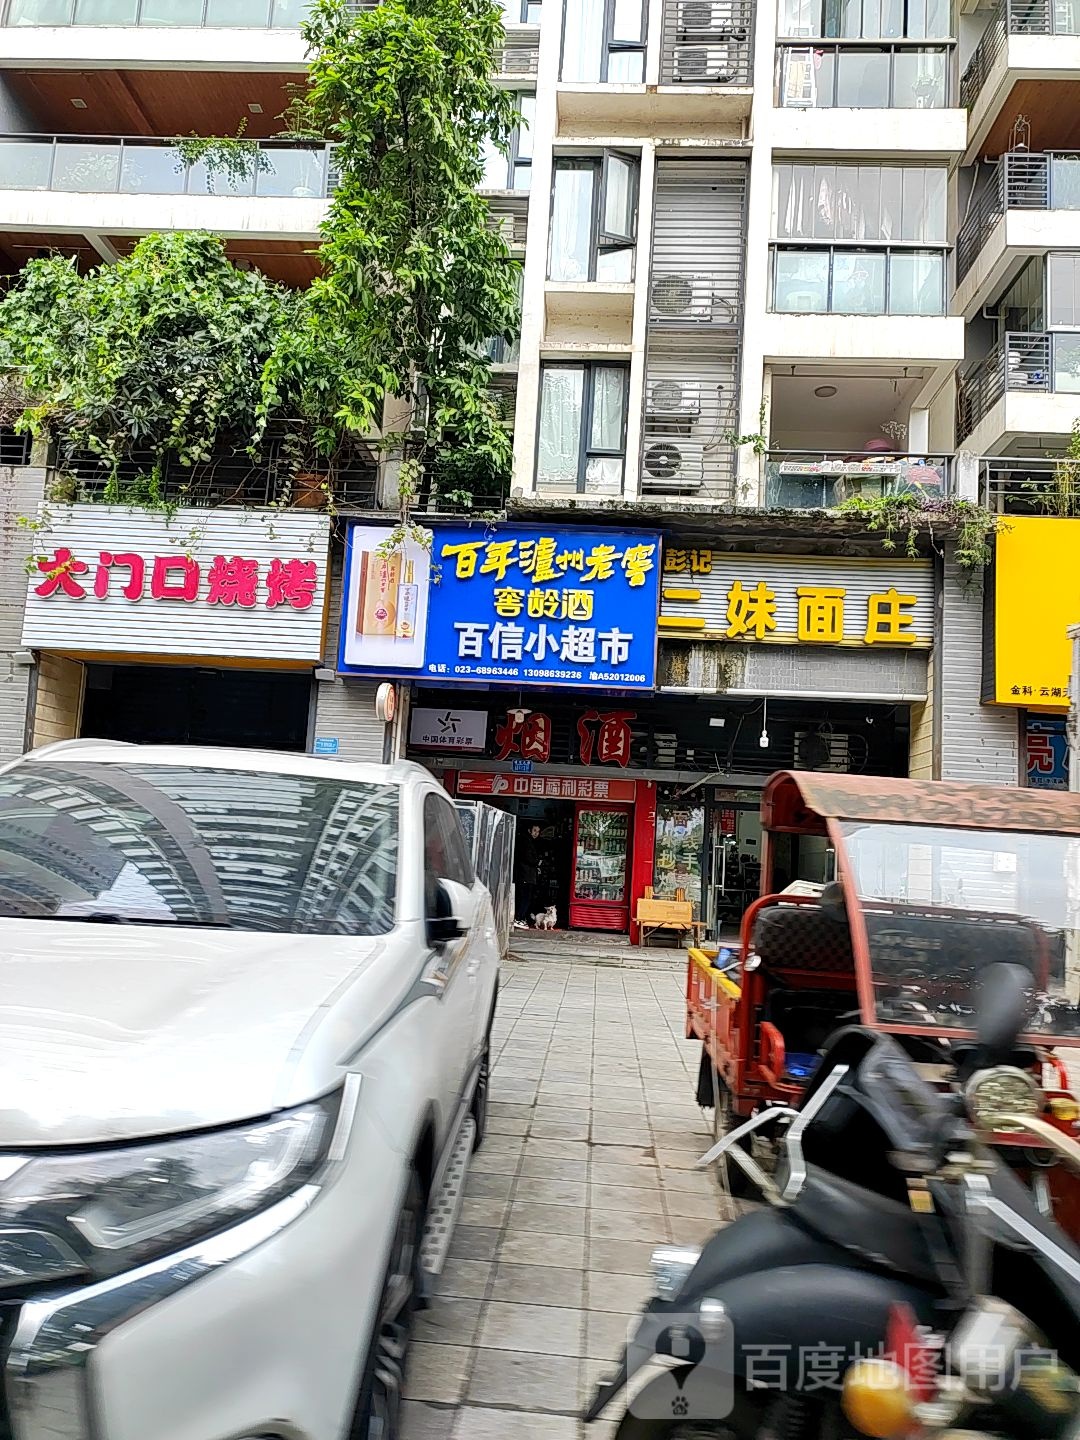 大门口烧烤
百年泸州老窖
窖龄酒
百信小超市
电话：023-68963446 13098639236 渝A52012006
彭记
二妹面庄
金科·云湖天
中国体育彩票
烟酒
中国福利彩票
亮
百度地图用户